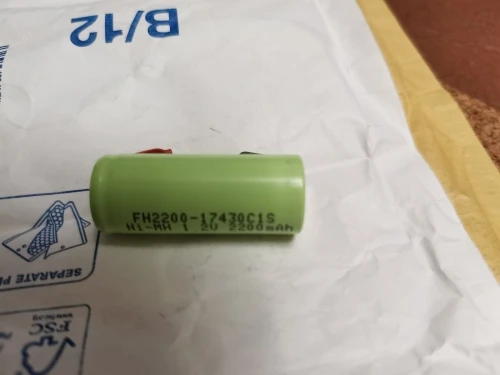 B/12
FH2200-17430C1S
Ni-MH 1.2V 2200mAh
SEPARATE
FSC